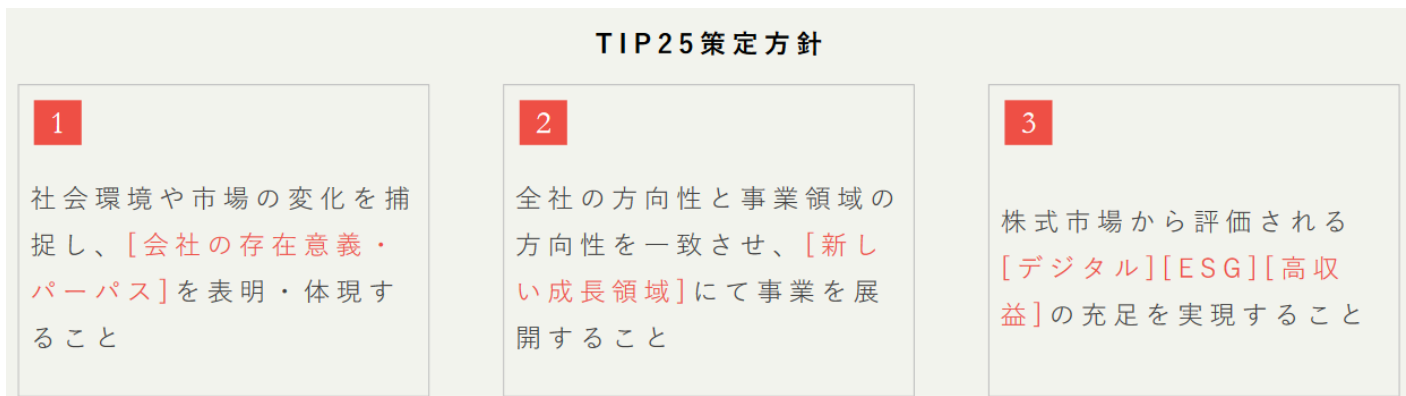 TIP25策定方針
1
社会環境や市場の変化を捕
捉し、[会社の存在意義・
パーパス]を表明・体現す
ること
2
全社の方向性と事業領域の
方向性を一致させ、[新し
い成長領域]にて事業を展
開すること
3
株式市場から評価される
[デジタル][ESG][高収
益]の充足を実現すること